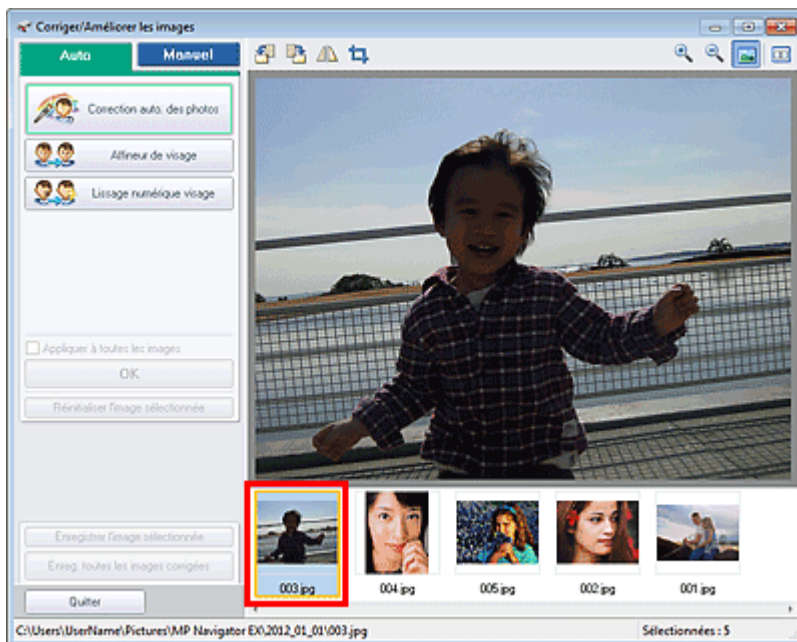 Corriger/Améliorer les images
Auto
Manuel
Correction auto. des photos
Affineur de visage
Lissage numérique visage
Appliquer à toutes les images
OK
Réinitialiser l'image sélectionnée
Enregistrer l'image sélectionnée
Enreg. toutes les images corrigées
Quitter
003.jpg
004.jpg
005.jpg
002.jpg
001.jpg
C:\Users\UserName\Pictures\MP Navigator EX\2012_01_01\003.jpg
Sélectionnées : 5